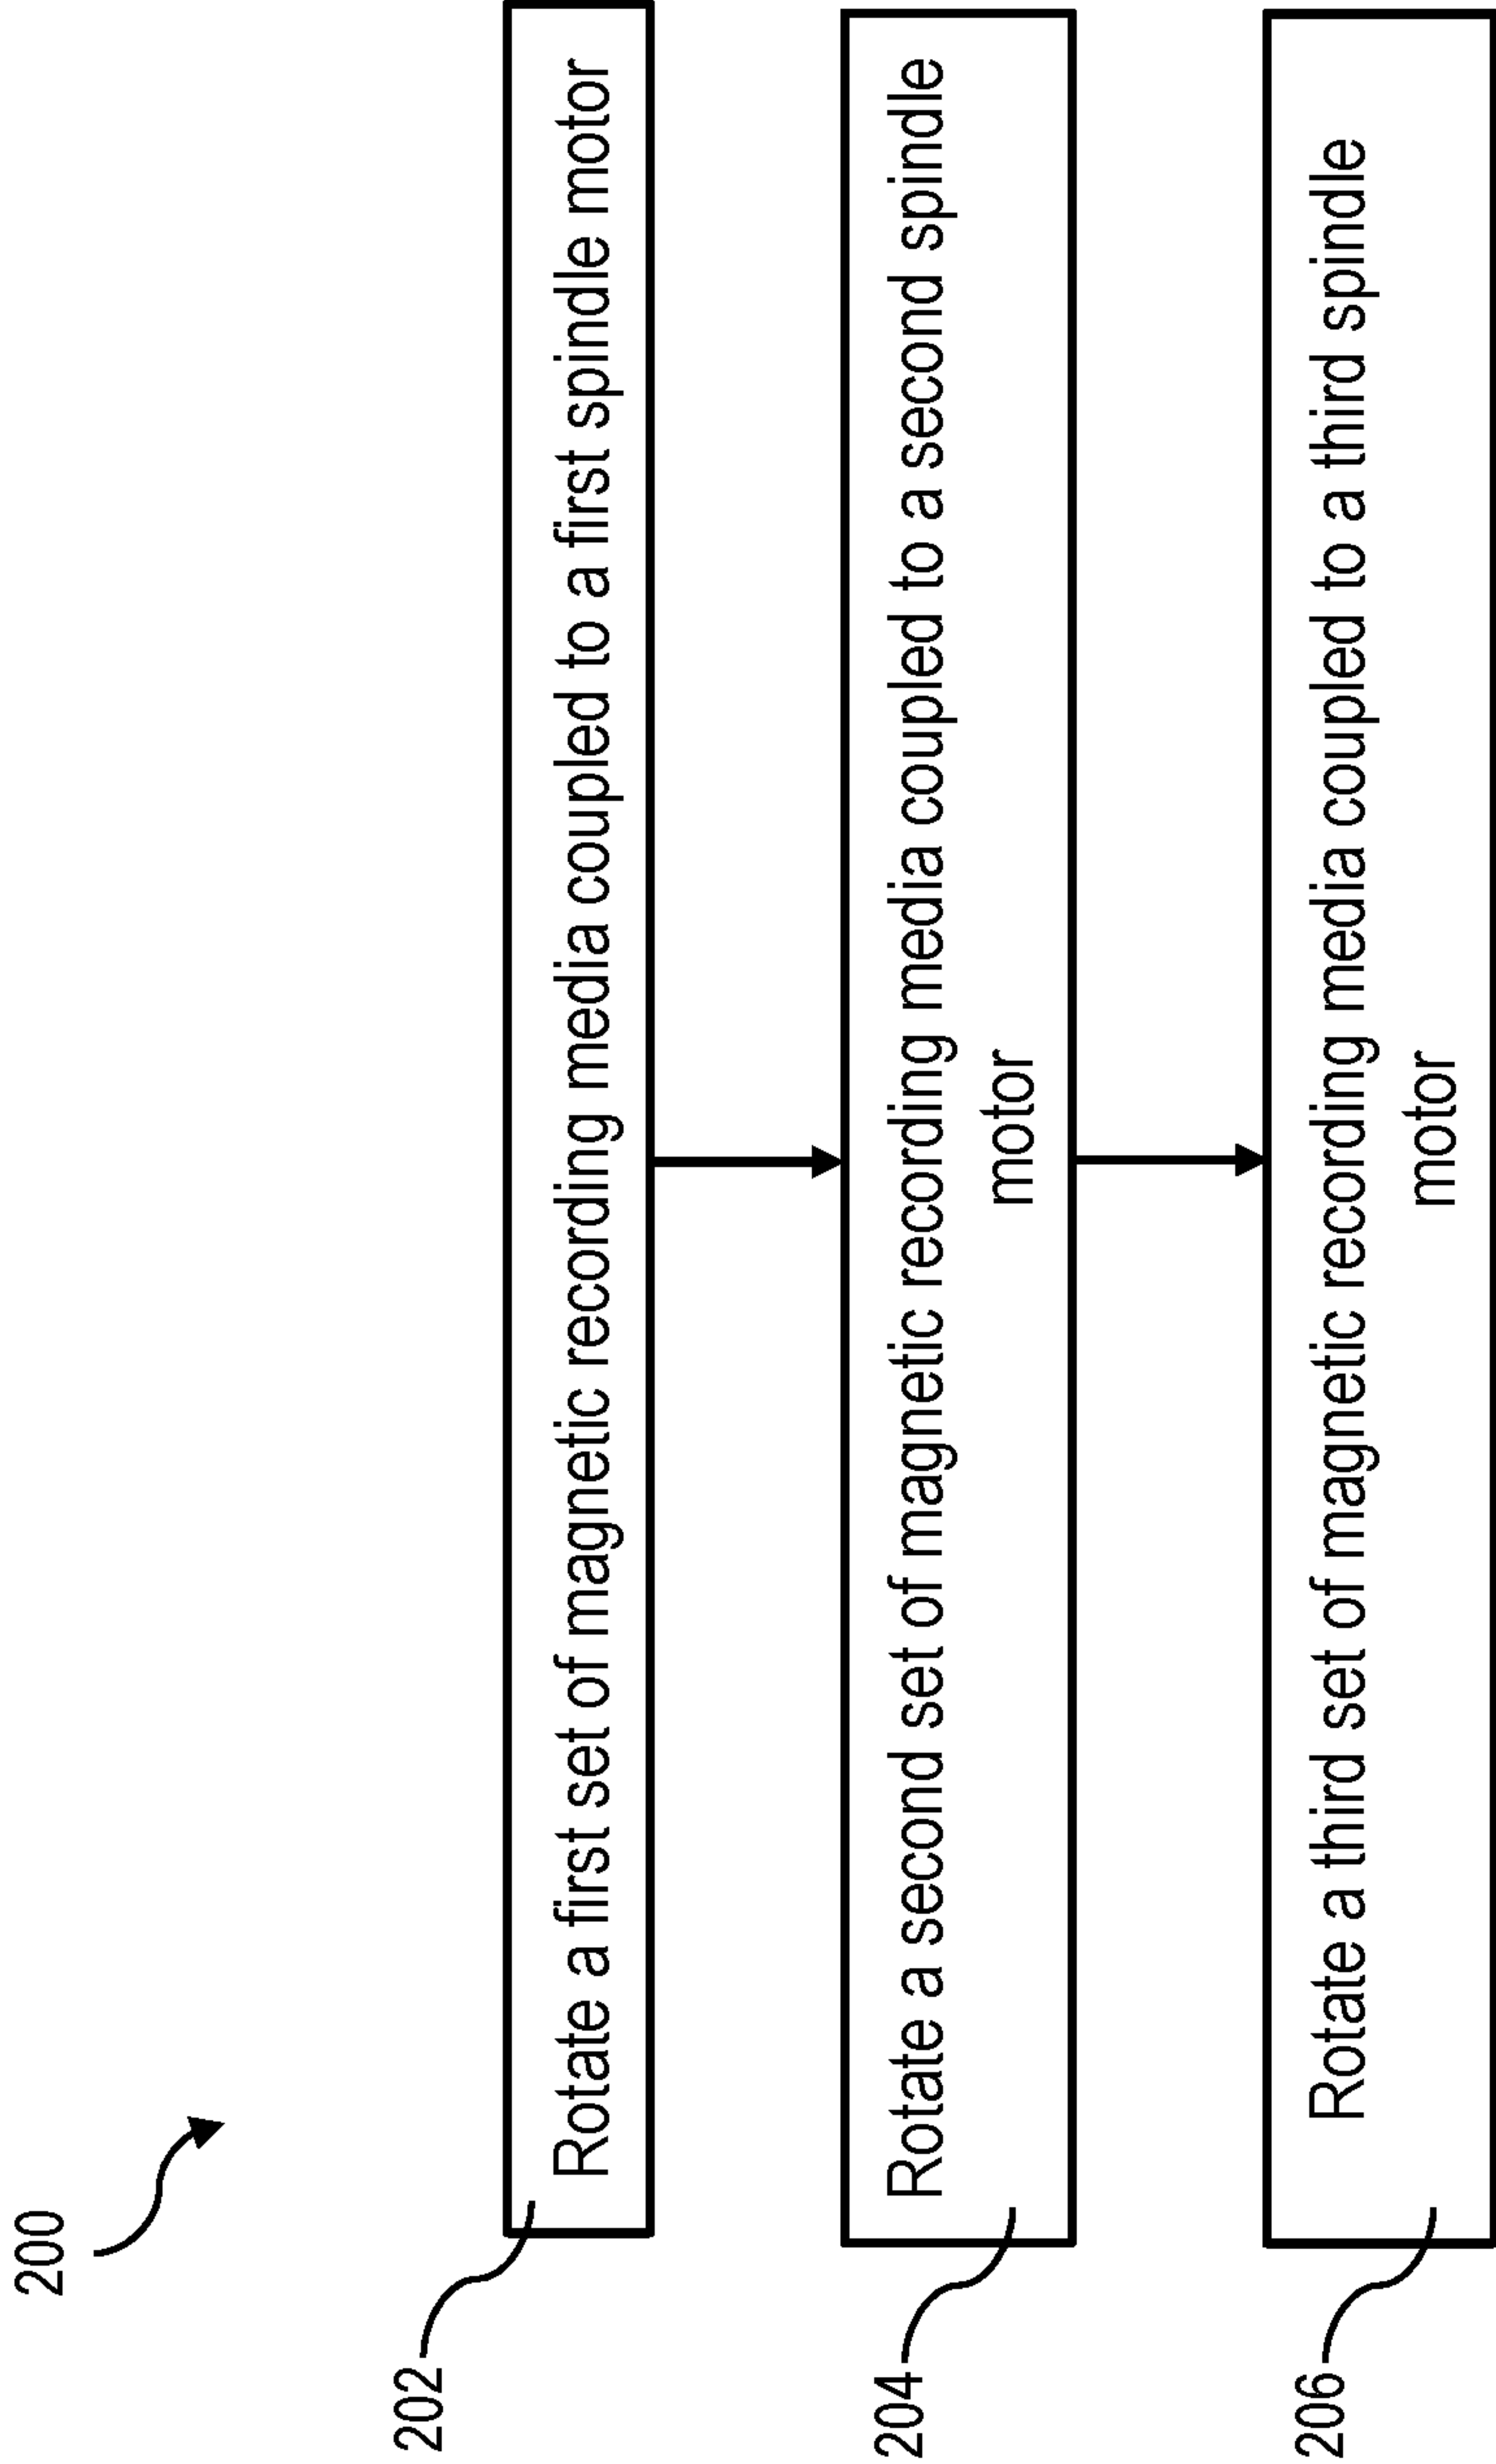 200
202
Rotate a first set of magnetic recording media coupled to a first spindle motor
204
Rotate a second set of magnetic recording media coupled to a second spindle
motor
206
Rotate a third set of magnetic recording media coupled to a third spindle
motor